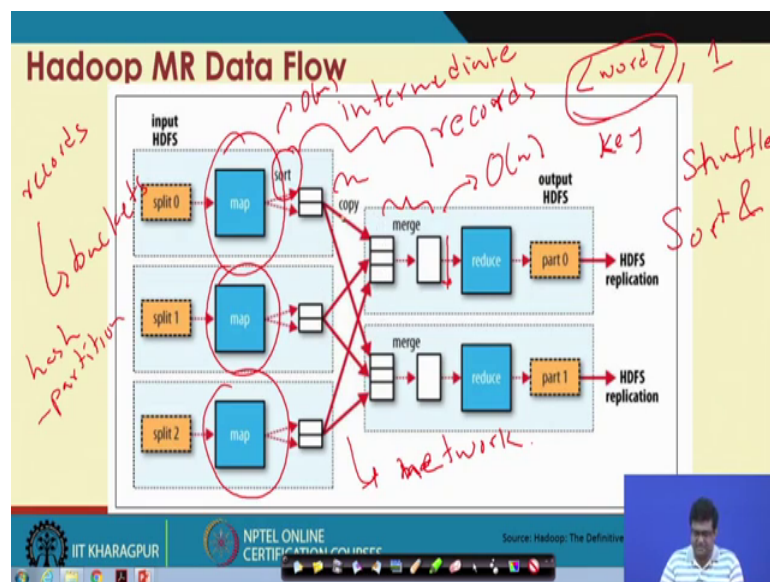 Hadoop MR Data Flow
O(n)
intermediate
records
<word>, 1
key
Shuffle
Sort &
records
buckets
hash
-partition
input
HDFS
split 0
map
sort
copy
O(n)
merge
output
HDFS
reduce
part 0
HDFS
replication
split 1
map
merge
reduce
part 1
HDFS
replication
split 2
map
network.
IIT KHARAGPUR
NPTEL ONLINE
CERTIFICATION COURSES
Source: Hadoop: The Definitive